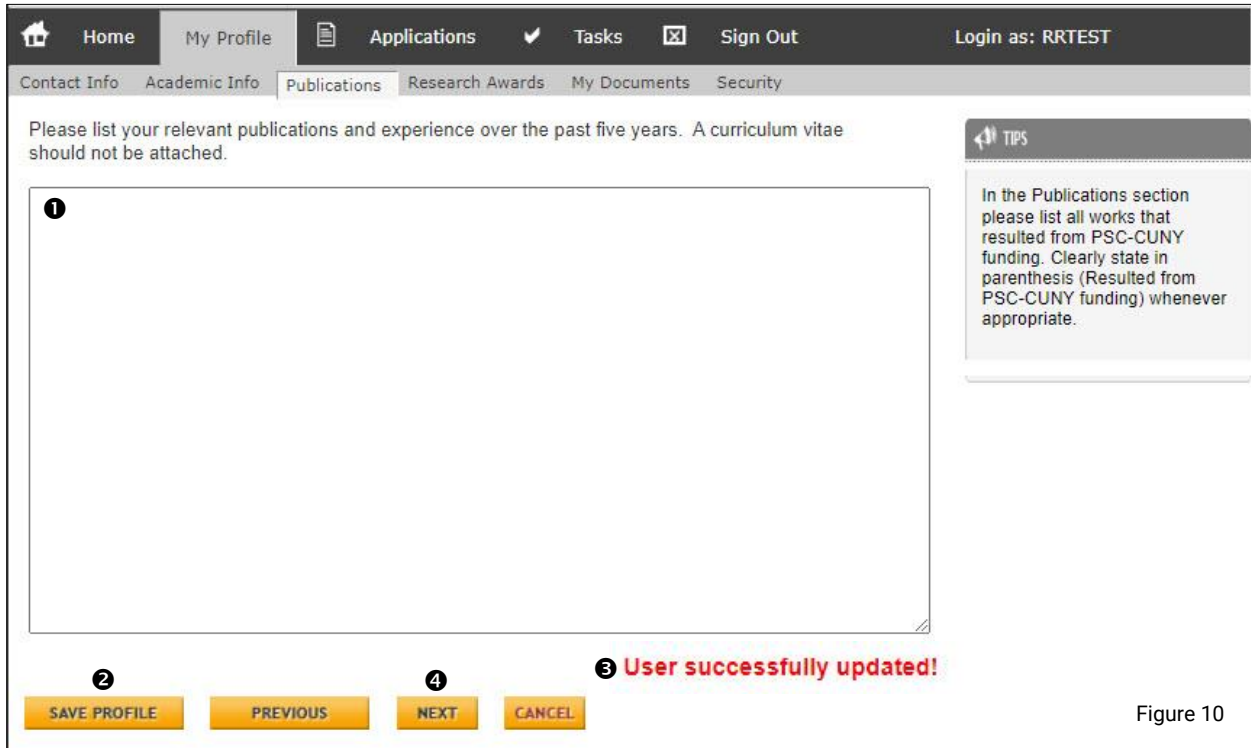 Home My Profile Applications Tasks Sign Out Login as: RRTEST
Contact Info Academic Info Publications Research Awards My Documents Security
Please list your relevant publications and experience over the past five years. A curriculum vitae
should not be attached.
❶
TIPS
In the Publications section
please list all works that
resulted from PSC-CUNY
funding. Clearly state in
parenthesis (Resulted from
PSC-CUNY funding) whenever
appropriate.
❸ User successfully updated!
❷ ❹
SAVE PROFILE PREVIOUS NEXT CANCEL
Figure 10